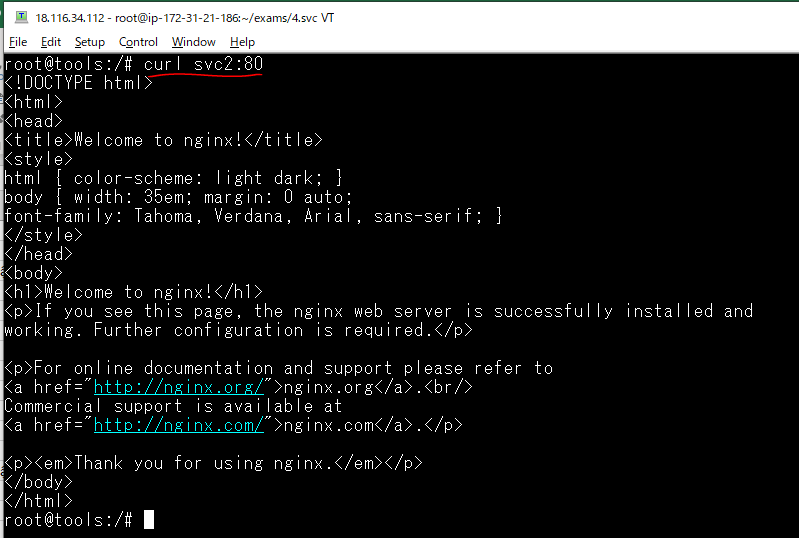 18.116.34.112 - root@ip-172-31-21-186:~/exams/4.svc VT
File Edit Setup Control Window Help
root@tools:/# curl svc2:80
<!DOCTYPE html>
<html>
<head>
<title>Welcome to nginx!</title>
<style>
html { color-scheme: light dark; }
body { width: 35em; margin: 0 auto;
font-family: Tahoma, Verdana, Arial, sans-serif; }
</style>
</head>
<body>
<h1>Welcome to nginx!</h1>
<p>If you see this page, the nginx web server is successfully installed and
working. Further configuration is required.</p>
<p>For online documentation and support please refer to
<a href="http://nginx.org/">nginx.org</a>.<br/>
Commercial support is available at
<a href="http://nginx.com/">nginx.com</a>.</p>
<p><em>Thank you for using nginx.</em></p>
</body>
</html>
root@tools:/#